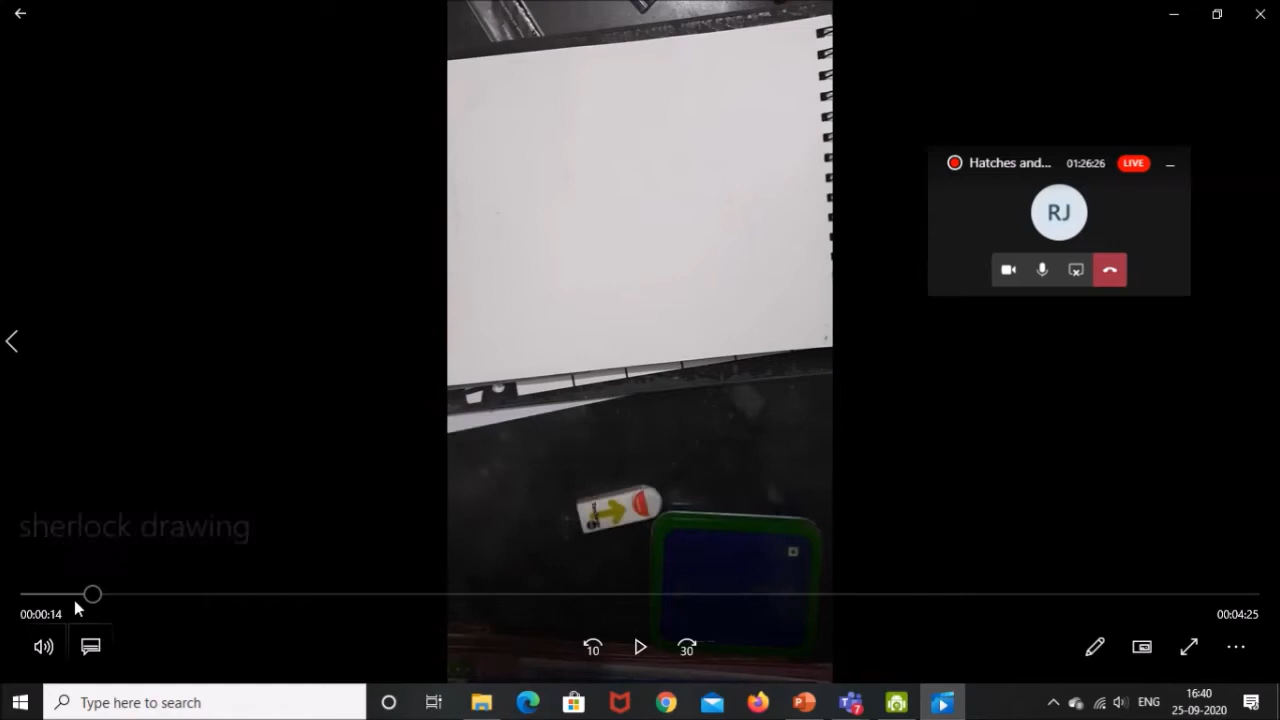 Hatches and...
01:26:26
LIVE
RJ
sherlock drawing
00:00:14
00:04:25
10
30
Type here to search
7
ENG
16:40
25-09-2020